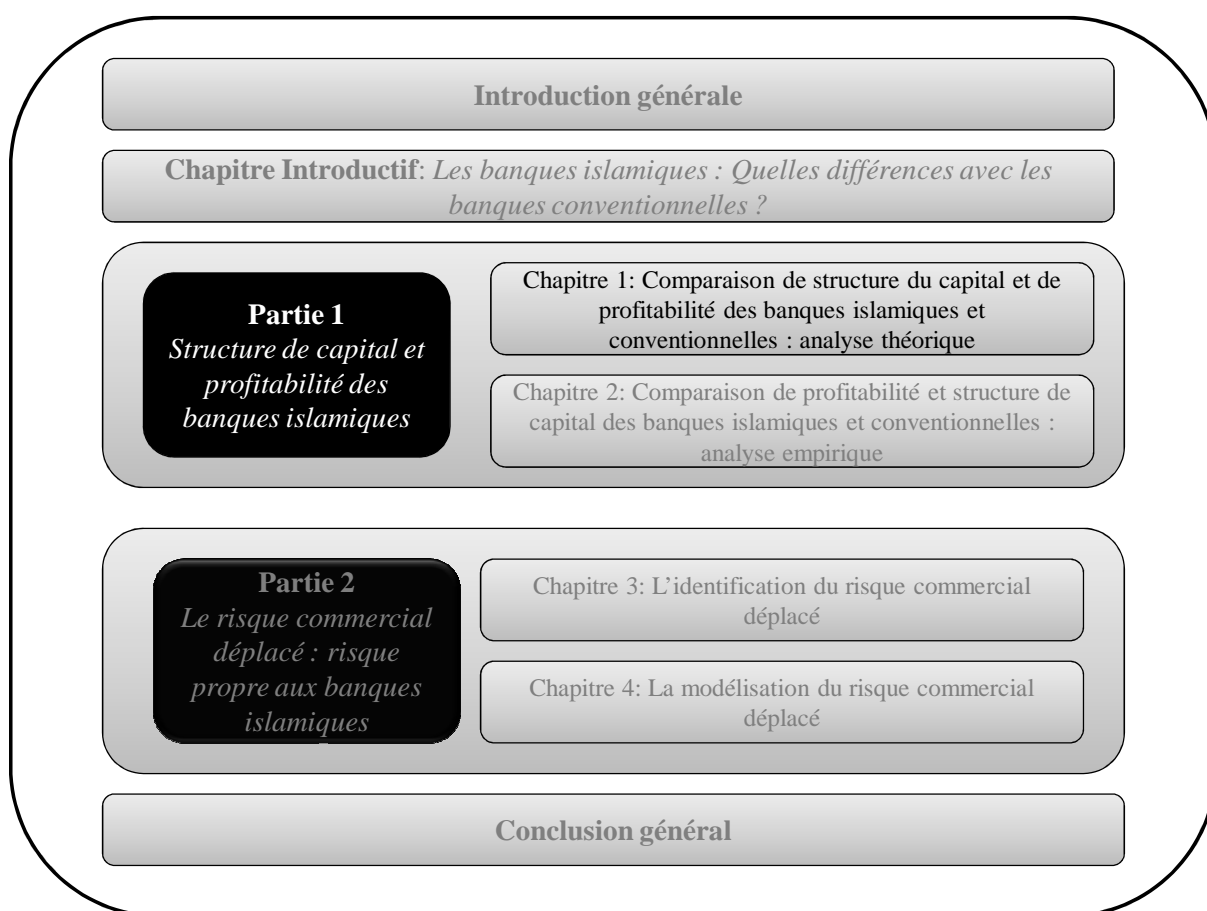 Introduction générale
Chapitre Introductif: Les banques islamiques : Quelles différences avec les
banques conventionnelles ?
Partie 1
Structure de capital et
profitabilité des
banques islamiques
Chapitre 1: Comparaison de structure du capital et de
profitabilité des banques islamiques et
conventionnelles : analyse théorique
Chapitre 2: Comparaison de profitabilité et structure de
capital des banques islamiques et conventionnelles :
analyse empirique
Partie 2
Le risque commercial
déplacé : risque
propre aux banques
islamiques
Chapitre 3: L’identification du risque commercial
déplacé
Chapitre 4: La modélisation du risque commercial
déplacé
Conclusion général